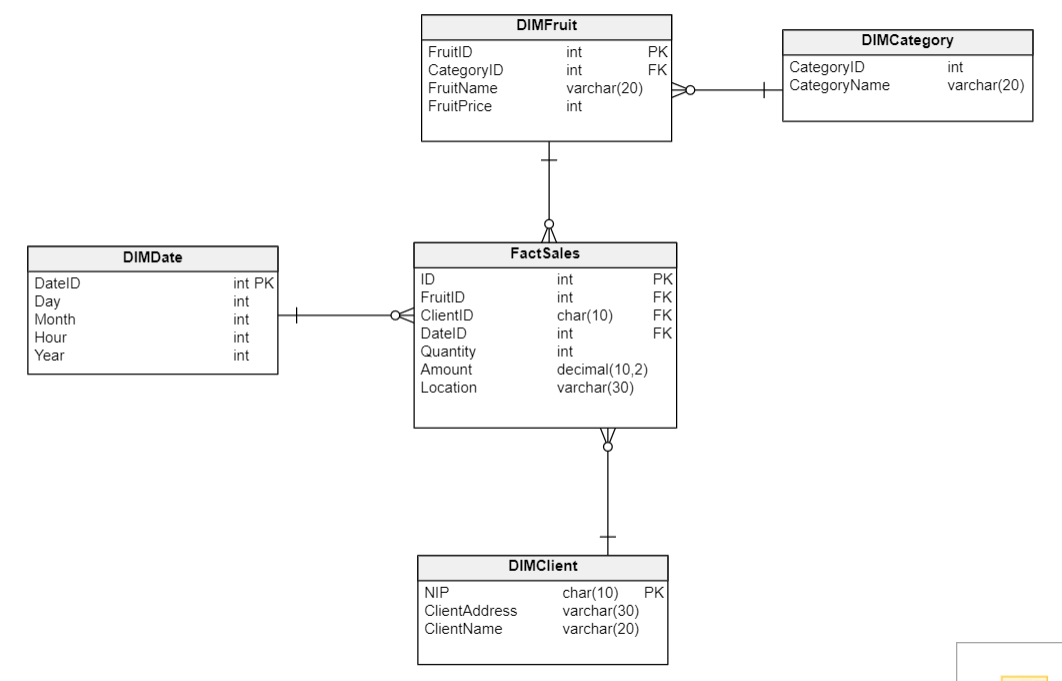 DIMFruit
FruitID int PK
CategoryID int FK
FruitName varchar(20)
FruitPrice int
DIMCategory
CategoryID int
CategoryName varchar(20)
DIMDate
DateID int PK
Day int
Month int
Hour int
Year int
FactSales
ID int PK
FruitID int FK
ClientID char(10) FK
DateID int FK
Quantity int
Amount decimal(10,2)
Location varchar(30)
DIMClient
NIP char(10) PK
ClientAddress varchar(30)
ClientName varchar(20)